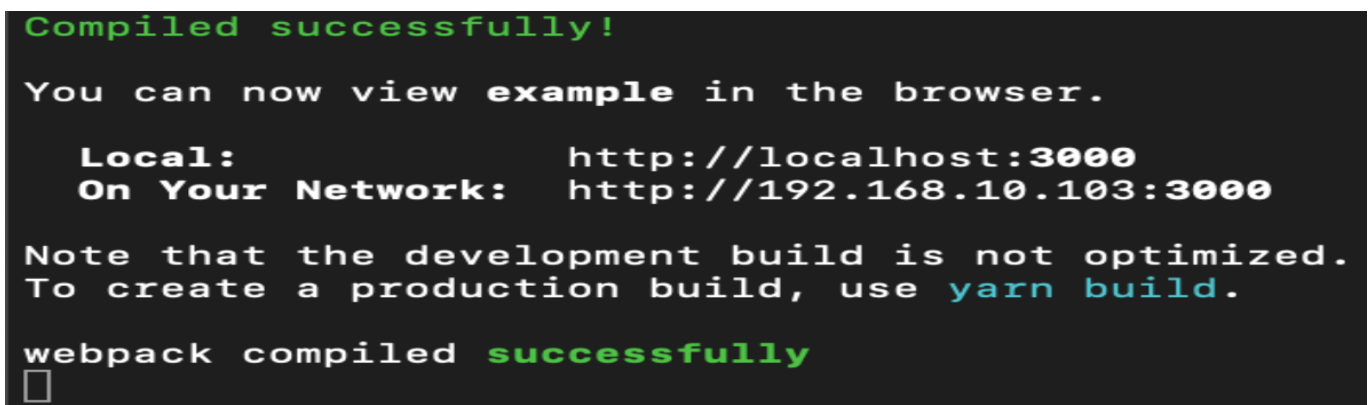 Compiled successfully!
You can now view example in the browser.
Local: http://localhost:3000
On Your Network: http://192.168.10.103:3000
Note that the development build is not optimized.
To create a production build, use yarn build.
webpack compiled successfully